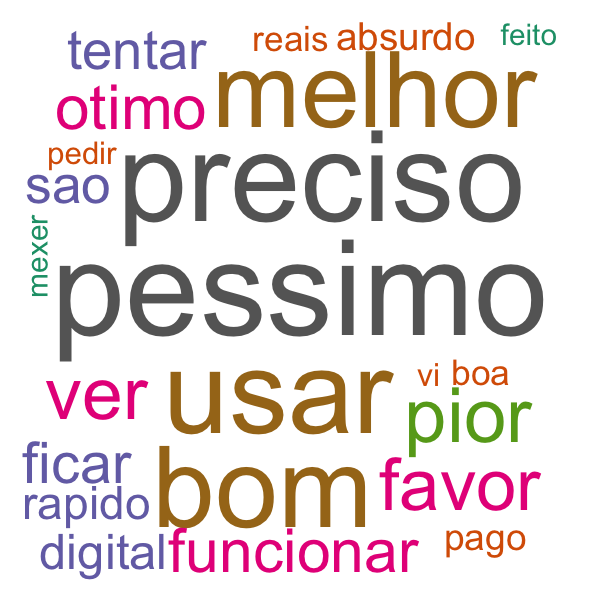 tentar reais absurdo feito
otimo melhor
pedir preciso
sao
mexer
pessimo
ver usar vi boa
pior
ficar bom favor
rapido
digital funcionar pago